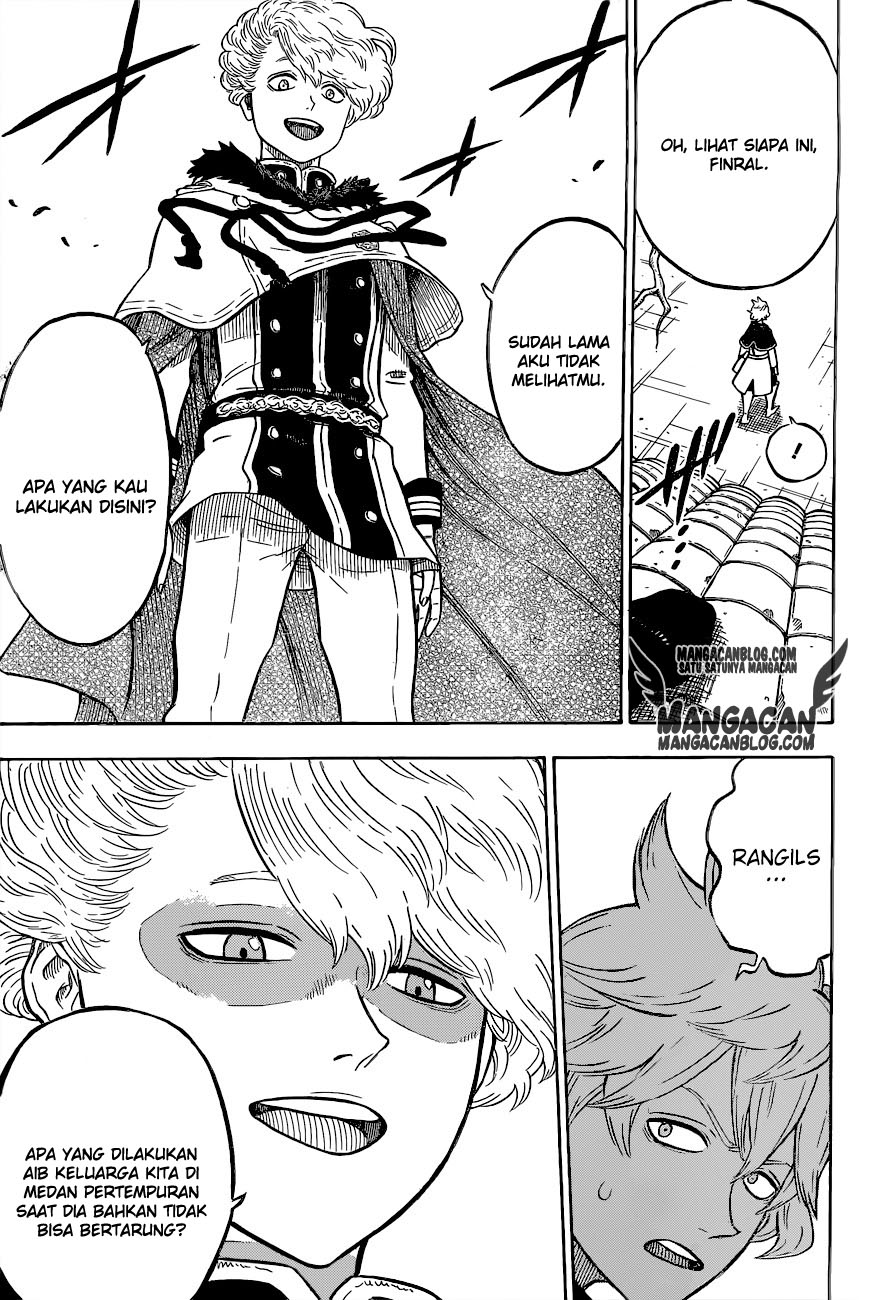 OH, LIHAT SIAPA INI,
FINRAL.
!
SUDAH LAMA
AKU TIDAK
MELIHATMU.
APA YANG KAU
LAKUKAN DISINI?
MANGACANBLOG.COM
SATU SATUNYA MANGACAN
MANGACAN
MANGACANBLOG.COM
RANGILS
...
APA YANG DILAKUKAN
AIB KELUARGA KITA DI
MEDAN PERTEMPURAN
SAAT DIA BAHKAN TIDAK
BISA BERTARUNG?